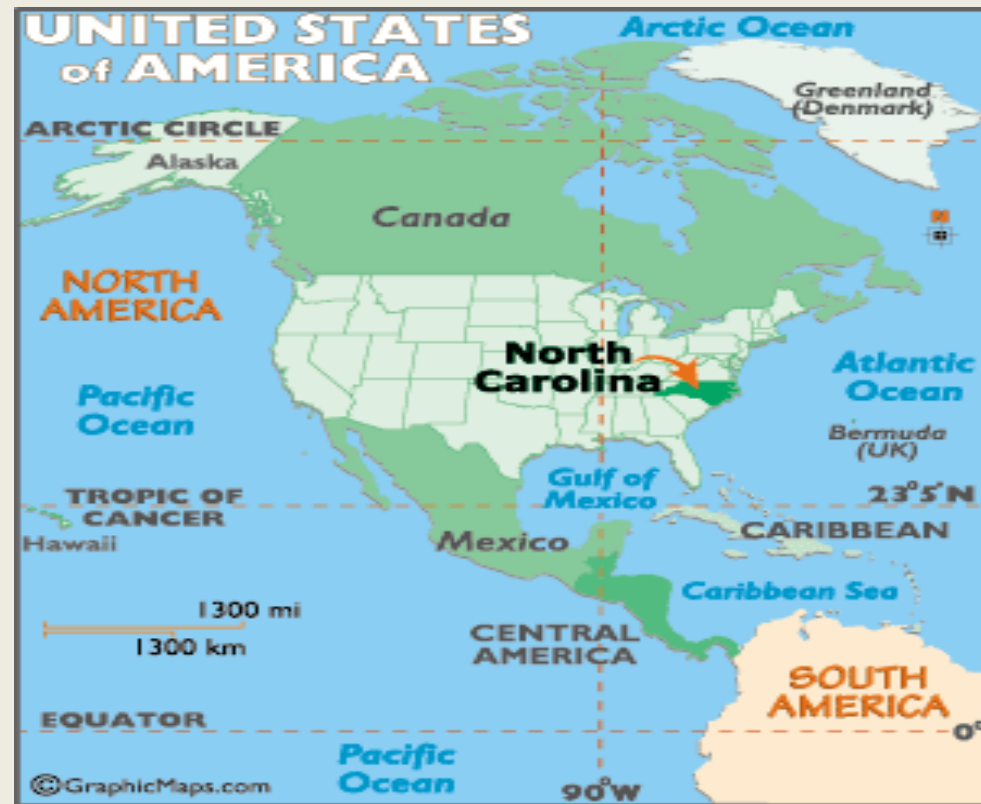 UNITED STATES
of AMERICA
Arctic Ocean
Greenland
(Denmark)
ARCTIC CIRCLE
Alaska
Canada
N
NORTH
AMERICA
North
Carolina
Atlantic
Ocean
Pacific
Ocean
Bermuda
(UK)
Gulf of
Mexico
TROPIC OF
CANCER
23°5'N
Hawaii
Mexico
CARIBBEAN
Caribbean Sea
1300 mi
1300 km
CENTRAL
AMERICA
SOUTH
AMERICA
EQUATOR
0°
Pacific
Ocean
©GraphicMaps.com
90°W